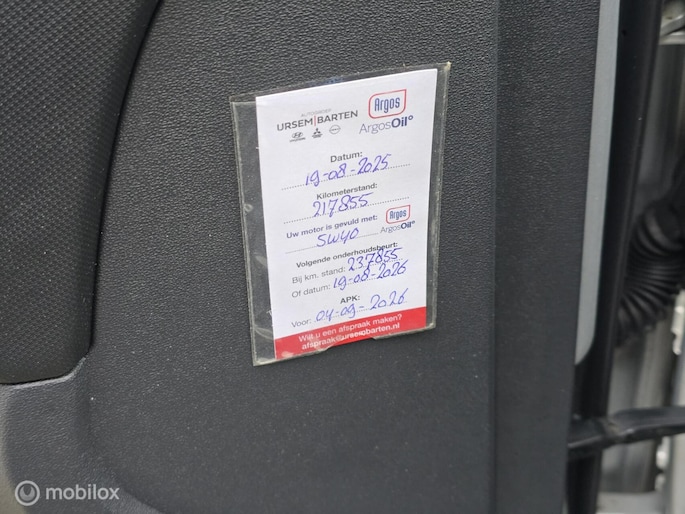 AUTOGROEP
URSEM|BARTEN
Argos
ArgosOil°
HYUNDAI
Datum:
19-08-2025
Kilometerstand:
217855
Uw motor is gevuld met: Argos
5W40 ArgosOil°
Volgende onderhoudsbeurt:
Bij km. stand: 237855
Of datum: 19-08-2026
APK:
Voor: 04-09-2026
Wilt u een afspraak maken?
afspraak@ursembarten.nl
mobilox